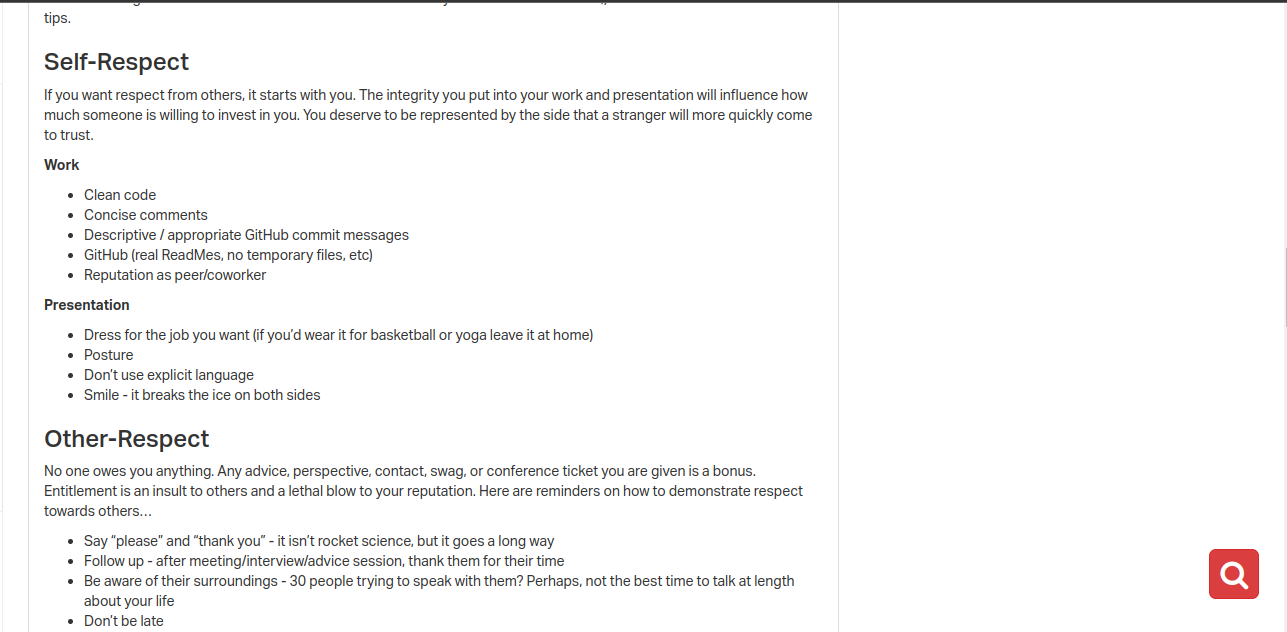 tips.
Self-Respect
If you want respect from others, it starts with you. The integrity you put into your work and presentation will influence how
much someone is willing to invest in you. You deserve to be represented by the side that a stranger will more quickly come
to trust.
Work
• Clean code
• Concise comments
• Descriptive / appropriate GitHub commit messages
• GitHub (real ReadMes, no temporary files, etc)
• Reputation as peer/coworker
Presentation
• Dress for the job you want (if you’d wear it for basketball or yoga leave it at home)
• Posture
• Don’t use explicit language
• Smile - it breaks the ice on both sides
Other-Respect
No one owes you anything. Any advice, perspective, contact, swag, or conference ticket you are given is a bonus.
Entitlement is an insult to others and a lethal blow to your reputation. Here are reminders on how to demonstrate respect
towards others…
• Say “please” and “thank you” - it isn’t rocket science, but it goes a long way
• Follow up - after meeting/interview/advice session, thank them for their time
• Be aware of their surroundings - 30 people trying to speak with them? Perhaps, not the best time to talk at length
about your life
• Don’t be late